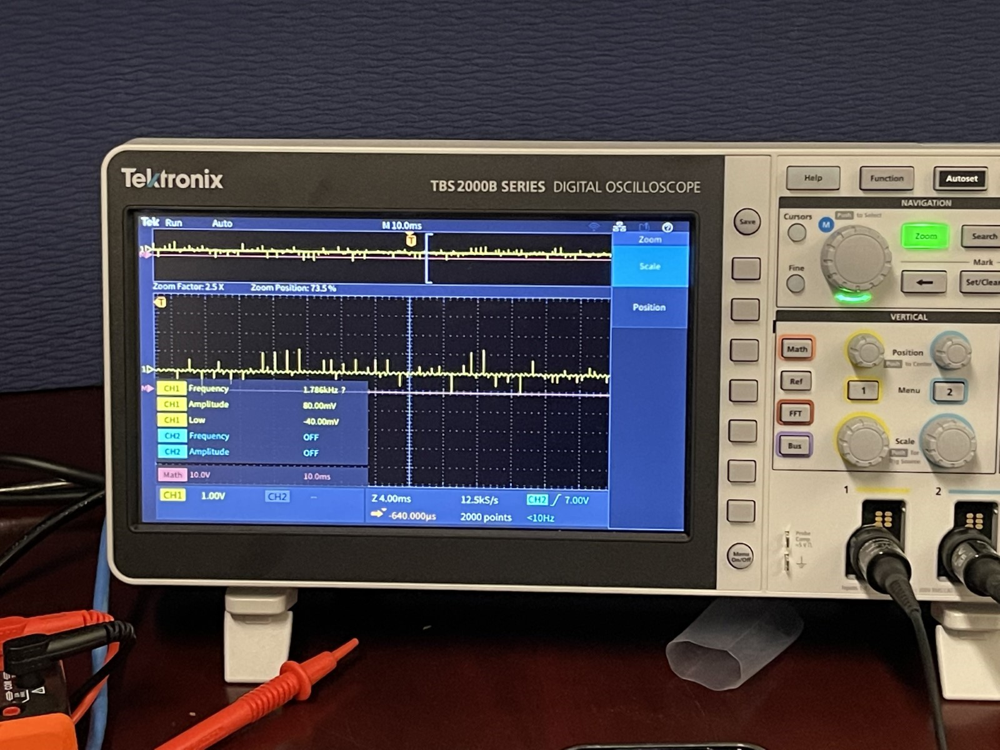 Tektronix
TBS 2000B SERIES DIGITAL OSCILLOSCOPE
Tek Run Auto M 10.0ms
T
1
Zoom
Scale
Position
Zoom Factor: 2.5 X Zoom Position: 73.5%
T
1
M
CH1 Frequency 1.786kHz ?
CH1 Amplitude 80.00mV
CH1 Low -40.00mV
CH2 Frequency OFF
CH2 Amplitude OFF
Math 10.0V 10.0ms
CH1 1.00V CH2 --
Z 4.00ms 12.5kS/s CH2 7.00V
-640.000µs 2000 points <10Hz
Save
Menu
On/Off
Help Function Autoset
NAVIGATION
Cursors M Push to Select
Zoom Search
Fine
Mark
Set/Clear
VERTICAL
Math
Position
Push to Center
Ref
1 Menu 2
FFT
Scale
Push for
Trig Source
Bus
1 2
Probe
Comp
COM